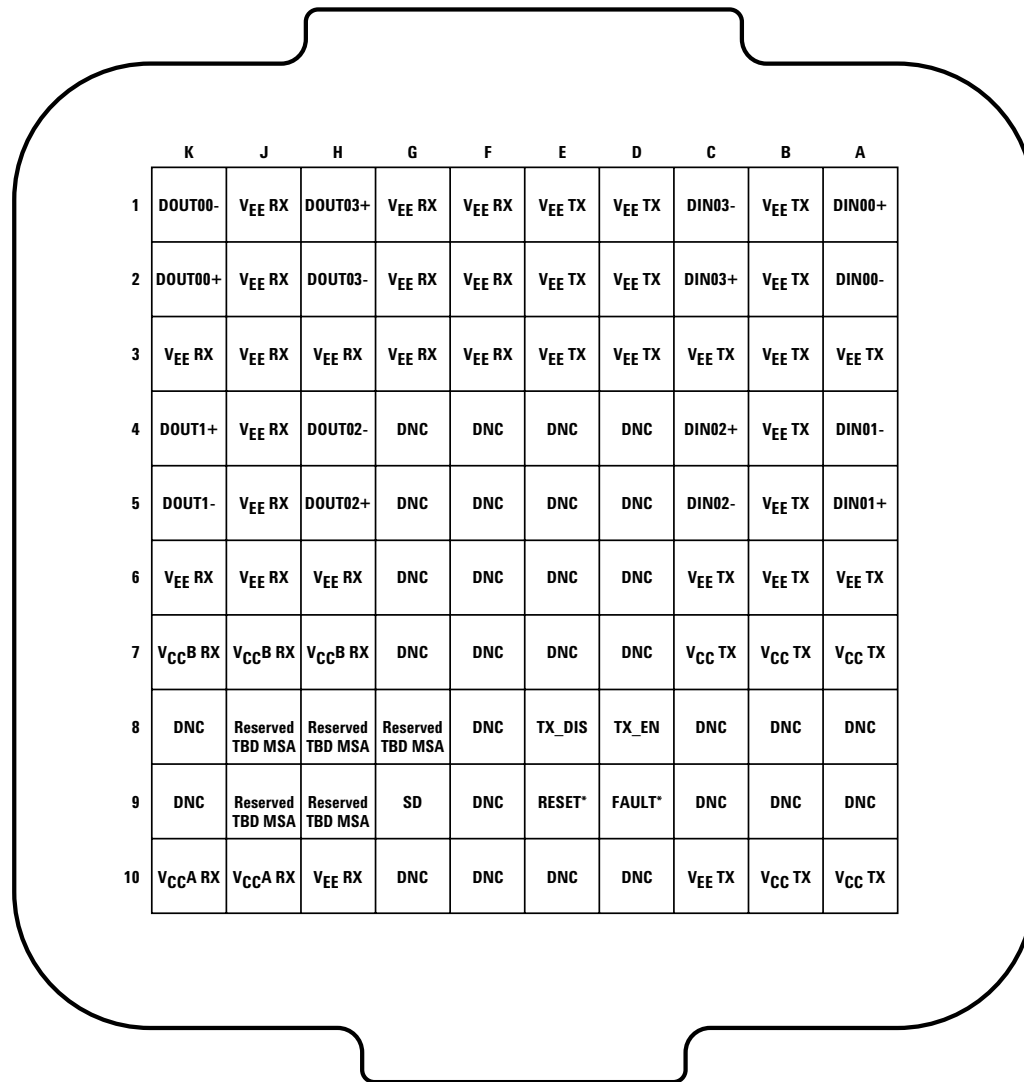 K J H G F E D C B A
1 DOUT00- VEE RX DOUT03+ VEE RX VEE RX VEE TX VEE TX DIN03- VEE TX DIN00+
2 DOUT00+ VEE RX DOUT03- VEE RX VEE RX VEE TX VEE TX DIN03+ VEE TX DIN00-
3 VEE RX VEE RX VEE RX VEE RX VEE RX VEE TX VEE TX VEE TX VEE TX VEE TX
4 DOUT1+ VEE RX DOUT02- DNC DNC DNC DNC DIN02+ VEE TX DIN01-
5 DOUT1- VEE RX DOUT02+ DNC DNC DNC DNC DIN02- VEE TX DIN01+
6 VEE RX VEE RX VEE RX DNC DNC DNC DNC VEE TX VEE TX VEE TX
7 VCCB RX VCCB RX VCCB RX DNC DNC DNC DNC VCC TX VCC TX VCC TX
8 DNC Reserved TBD MSA Reserved TBD MSA Reserved TBD MSA DNC TX_DIS TX_EN DNC DNC DNC
9 DNC Reserved TBD MSA Reserved TBD MSA SD DNC RESET* FAULT* DNC DNC DNC
10 VCCA RX VCCA RX VEE RX DNC DNC DNC DNC VEE TX VCC TX VCC TX